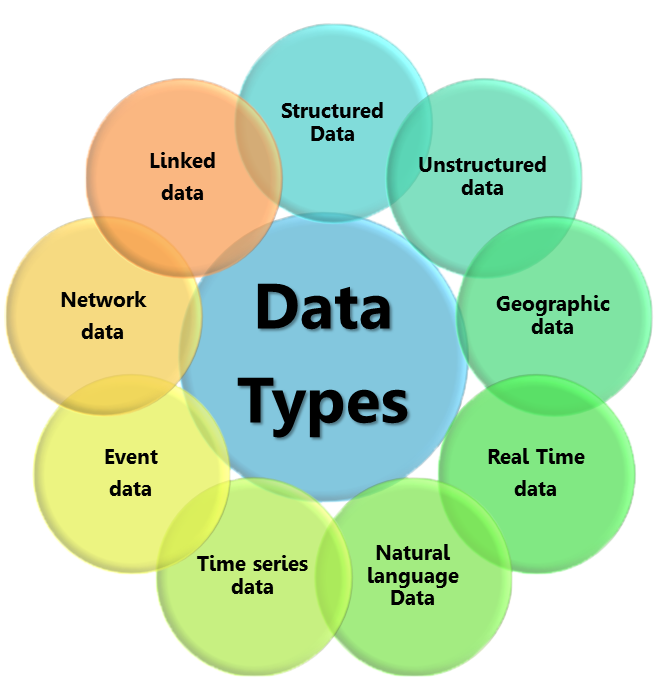 Data
Types
Structured
Data
Unstructured
data
Geographic
data
Real Time
data
Natural
language
Data
Time series
data
Event
data
Network
data
Linked
data